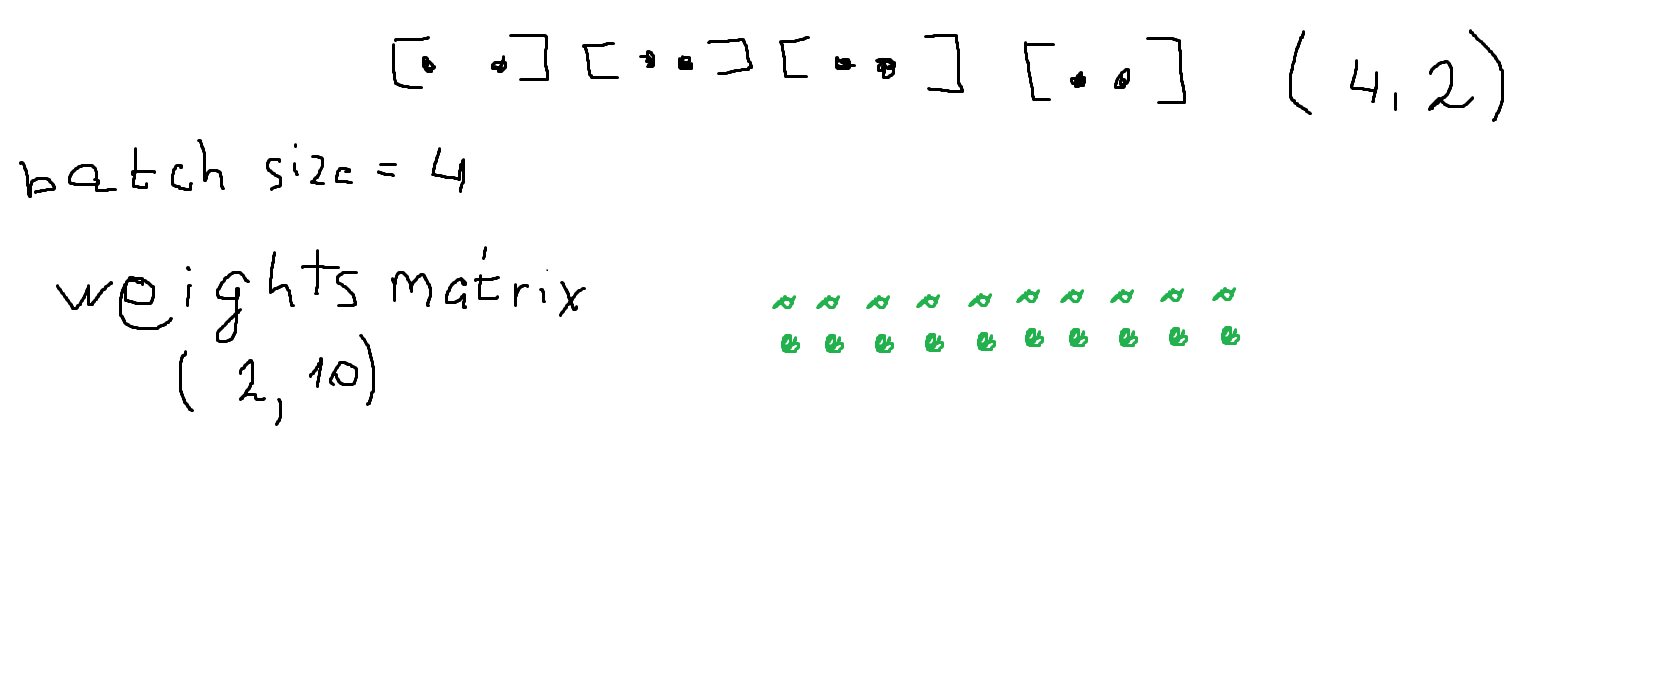 [. .] [. .] [. .] [. .] (4,2)
batch size = 4
weights matrix
(2,10)